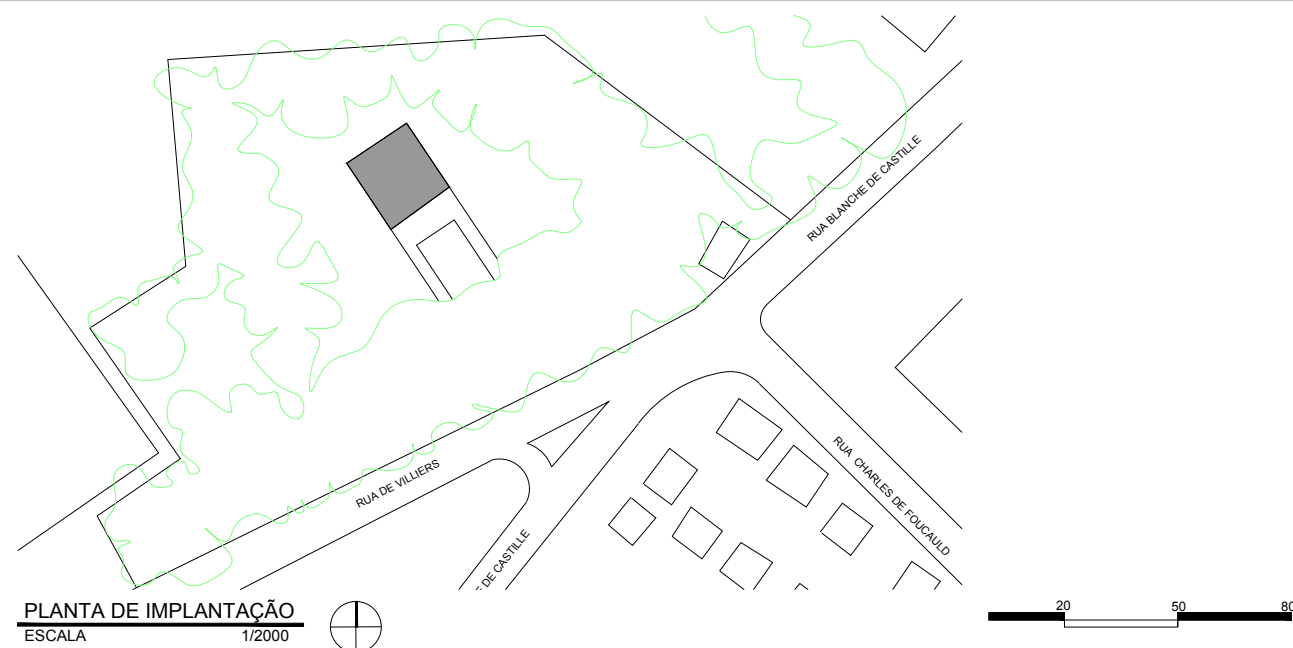 RUA BLANCHE DE CASTILLE
RUA DE VILLIERS
RUA CHARLES DE FOUCAULD
DE CASTILLE
PLANTA DE IMPLANTAÇÃO
ESCALA 1/2000
20 50 80